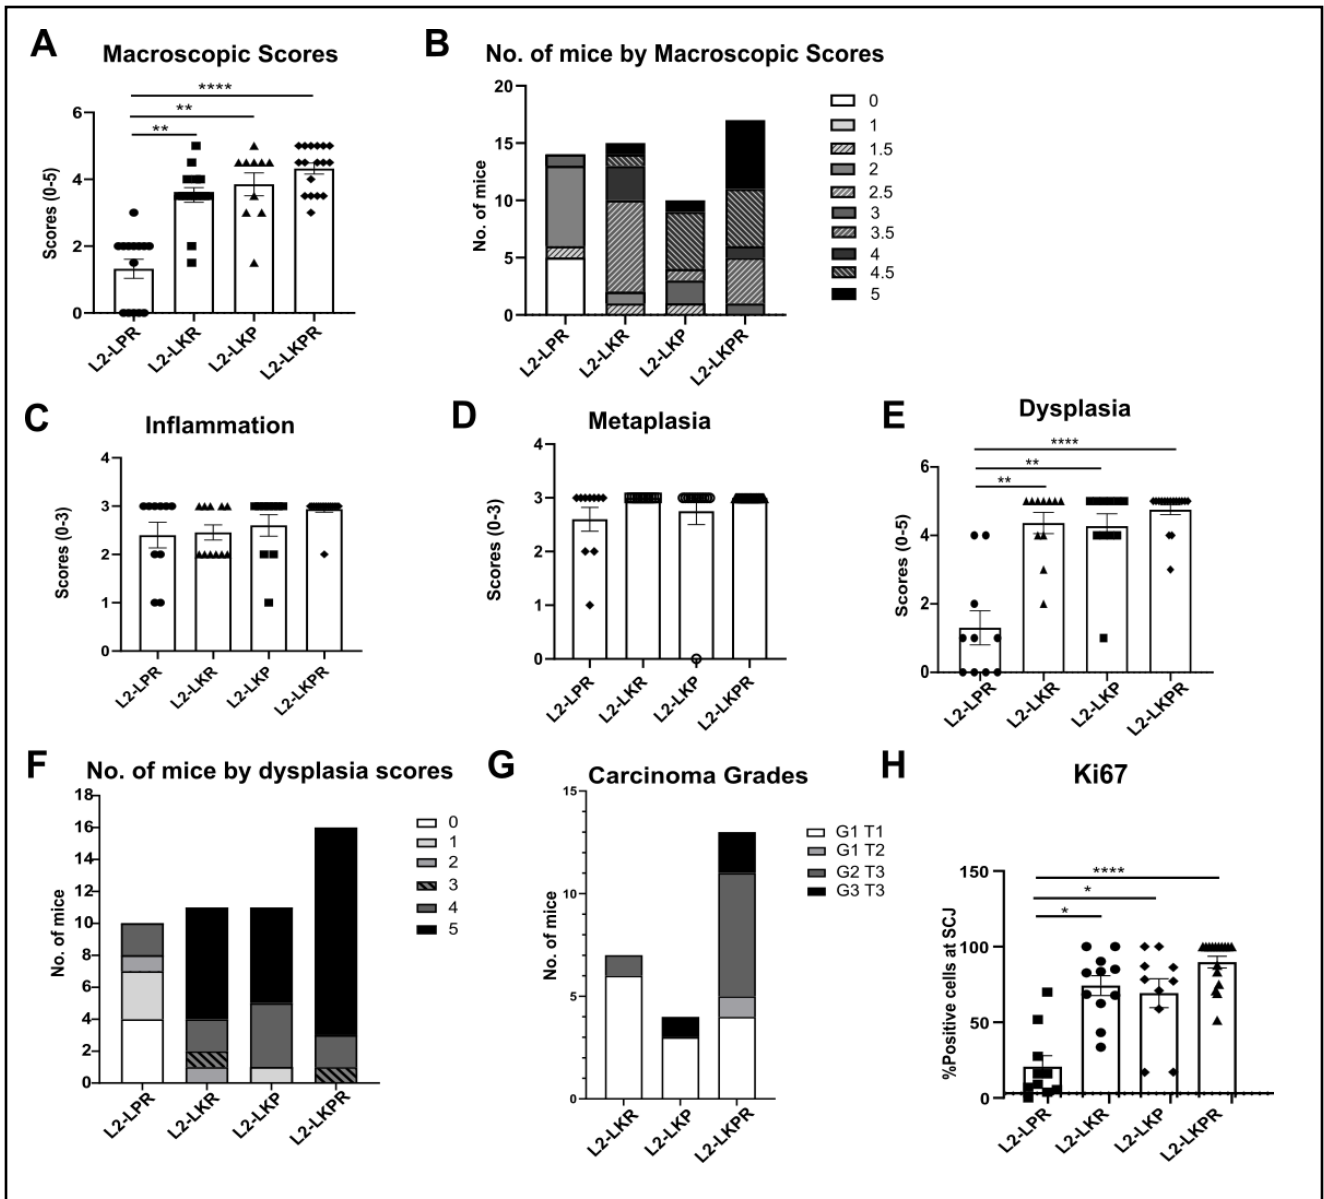 A
Macroscopic Scores
****
**
**
Scores (0-5)
6
4
2
0
L2-LPR
L2-LKR
L2-LKP
L2-LKPR
B
No. of mice by Macroscopic Scores
No. of mice
20
15
10
5
0
L2-LPR
L2-LKR
L2-LKP
L2-LKPR
0
1
1.5
2
2.5
3
3.5
4
4.5
5
C
Inflammation
Scores (0-3)
4
3
2
1
0
L2-LPR
L2-LKR
L2-LKP
L2-LKPR
D
Metaplasia
Scores (0-3)
4
3
2
1
0
L2-LPR
L2-LKR
L2-LKP
L2-LKPR
E
Dysplasia
****
**
**
Scores (0-5)
6
4
2
0
L2-LPR
L2-LKR
L2-LKP
L2-LKPR
F
No. of mice by dysplasia scores
No. of mice
18
16
14
12
10
8
6
4
2
0
L2-LPR
L2-LKR
L2-LKP
L2-LKPR
0
1
2
3
4
5
G
Carcinoma Grades
No. of mice
15
10
5
0
L2-LKR
L2-LKP
L2-LKPR
G1 T1
G1 T2
G2 T3
G3 T3
H
Ki67
****
*
*
%Positive cells at SCJ
150
100
50
0
L2-LPR
L2-LKR
L2-LKP
L2-LKPR